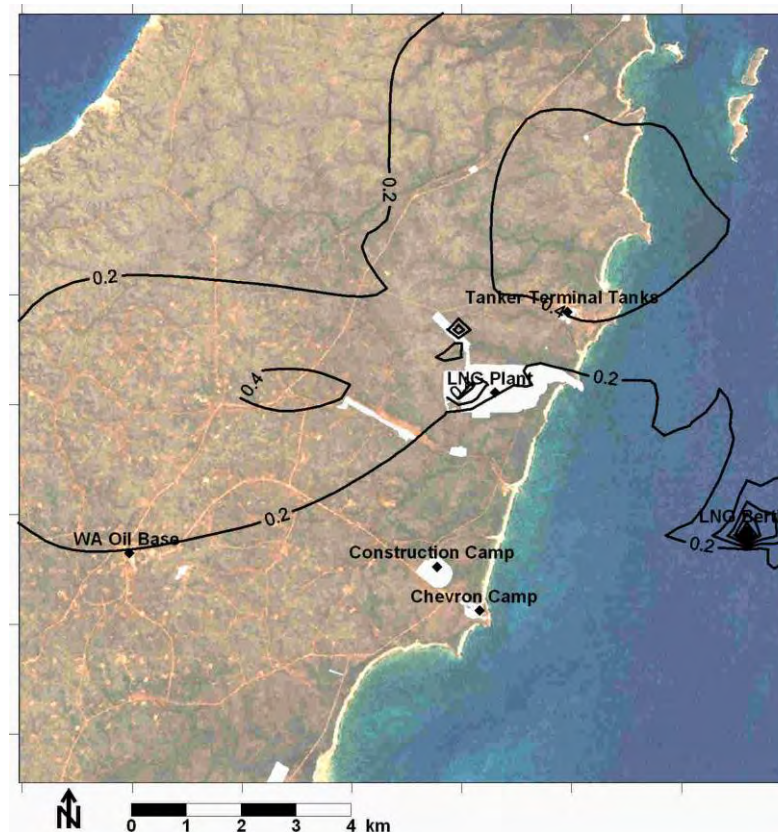 0.2
0.2
Tanker Terminal Tanks
0.4
LNG Plant
0.2
0.4
0.2
WA Oil Base
LNG Bert
0.2
Construction Camp
Chevron Camp
N
0 1 2 3 4 km